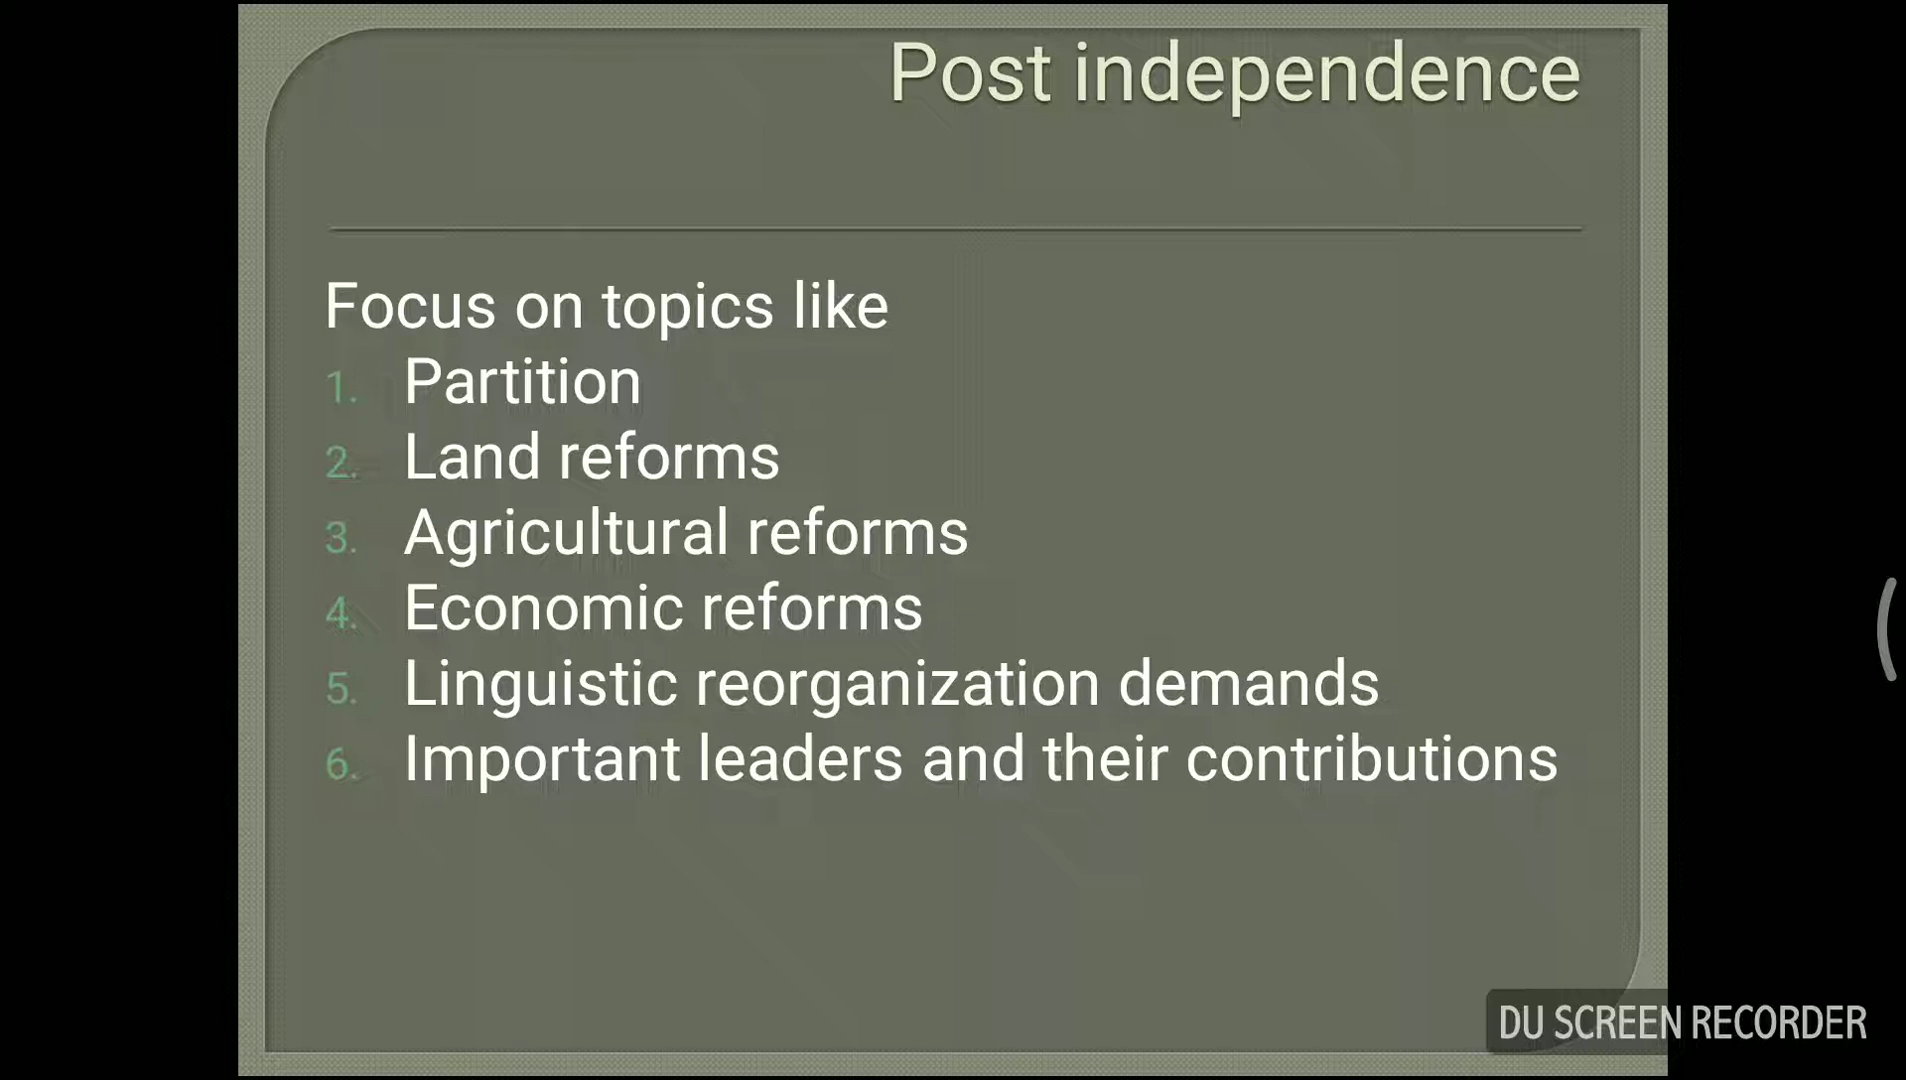 Post independence
Focus on topics like
1. Partition
2. Land reforms
3. Agricultural reforms
4. Economic reforms
5. Linguistic reorganization demands
6. Important leaders and their contributions
DU SCREEN RECORDER